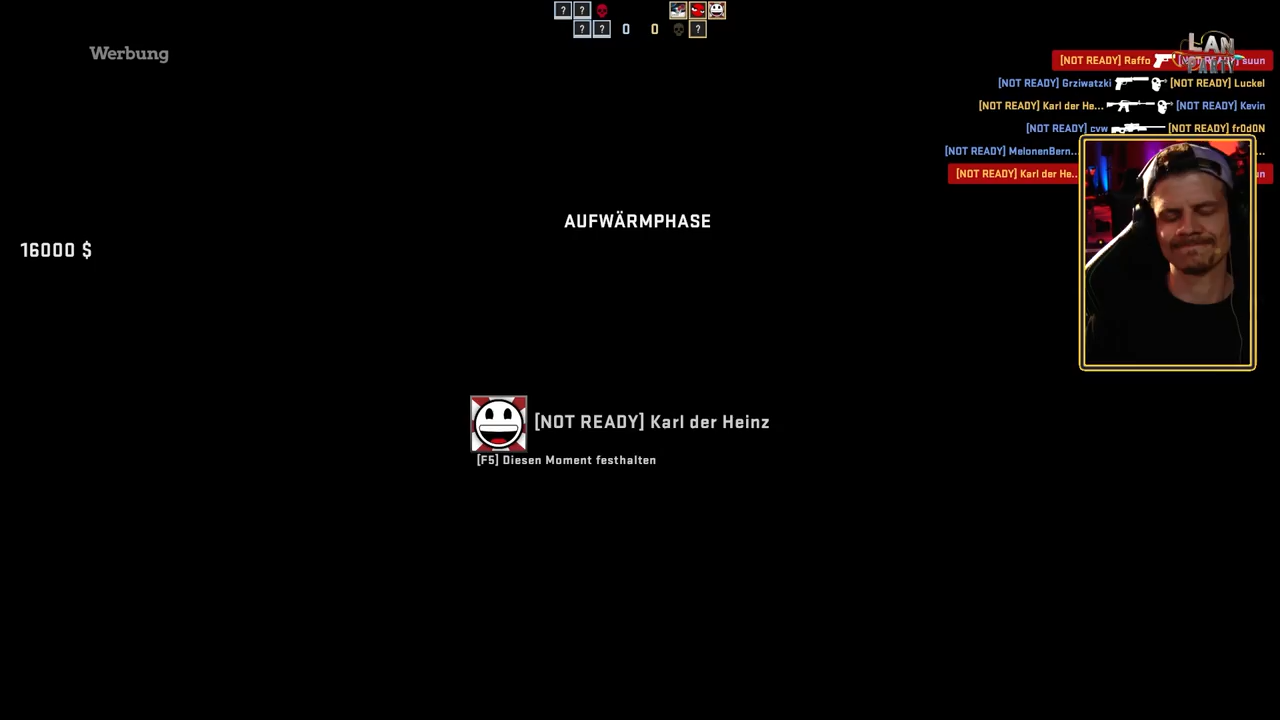 ? ?
? ? 0 0 ?
Werbung
LAN PARTY
[NOT READY] Raffo [NOT READY] suun
[NOT READY] Grziwatzki [NOT READY] Luckel
[NOT READY] Karl der He... [NOT READY] Kevin
[NOT READY] cvw [NOT READY] fr0d0N
[NOT READY] MelonenBern... ...
[NOT READY] Karl der He... un
AUFWÄRMPHASE
16000 $
[NOT READY] Karl der Heinz
[F5] Diesen Moment festhalten